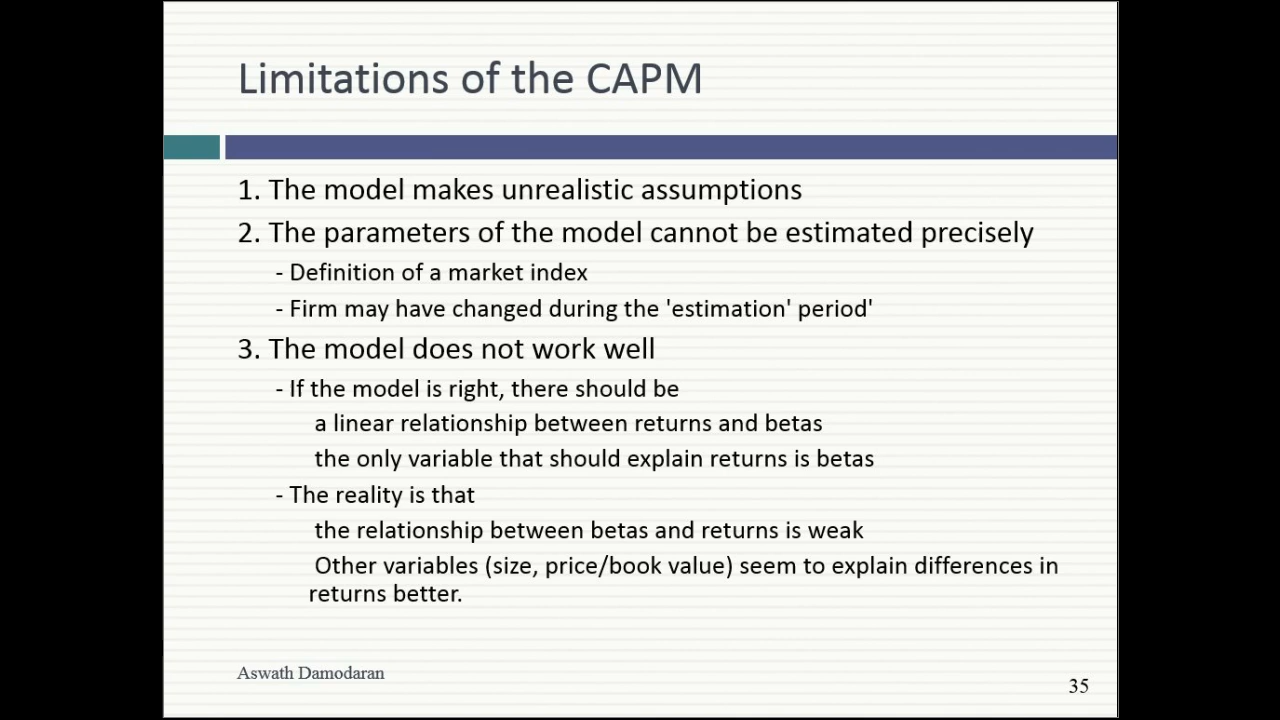 Limitations of the CAPM
1. The model makes unrealistic assumptions
2. The parameters of the model cannot be estimated precisely
- Definition of a market index
- Firm may have changed during the 'estimation' period'
3. The model does not work well
- If the model is right, there should be
a linear relationship between returns and betas
the only variable that should explain returns is betas
- The reality is that
the relationship between betas and returns is weak
Other variables (size, price/book value) seem to explain differences in
returns better.
Aswath Damodaran
35